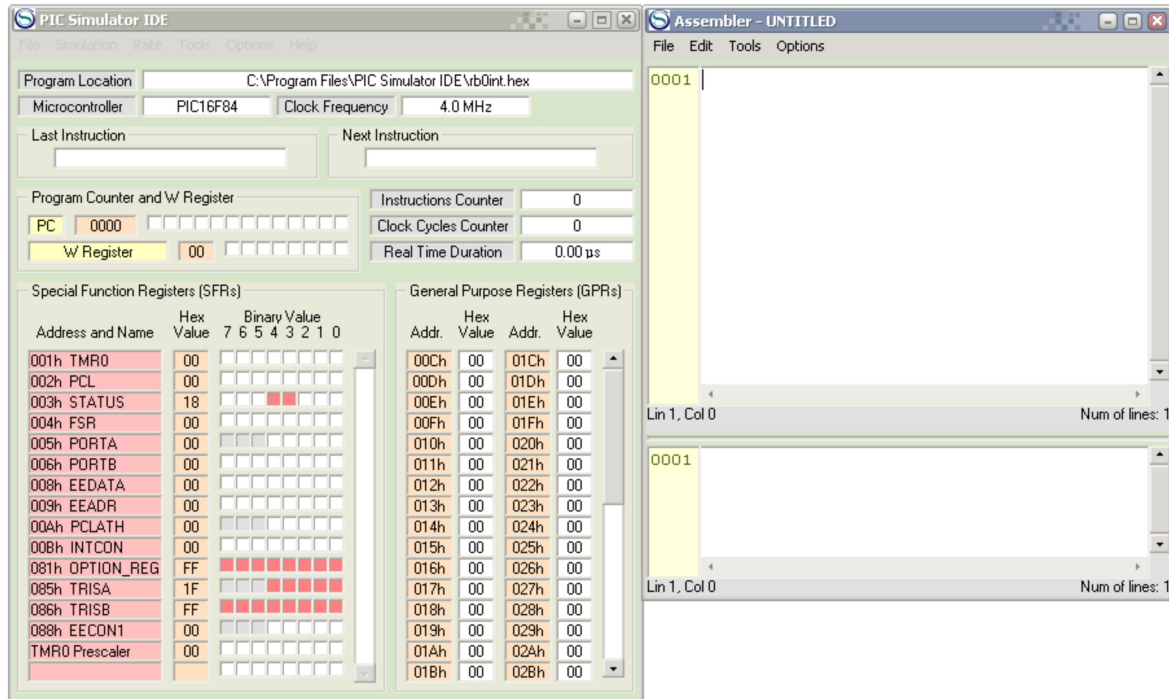 PIC Simulator IDE
File Simulation Rate Tools Options Help
Program Location C:\Program Files\PIC Simulator IDE\rb0int.hex
Microcontroller PIC16F84 Clock Frequency 4.0 MHz
Last Instruction Next Instruction
Program Counter and W Register
PC 0000
W Register 00
Instructions Counter 0
Clock Cycles Counter 0
Real Time Duration 0.00 µs
Special Function Registers (SFRs)
Hex Binary Value
Address and Name Value 7 6 5 4 3 2 1 0
001h TMR0 00
002h PCL 00
003h STATUS 18
004h FSR 00
005h PORTA 00
006h PORTB 00
008h EEDATA 00
009h EEADR 00
00Ah PCLATH 00
00Bh INTCON 00
081h OPTION_REG FF
085h TRISA 1F
086h TRISB FF
088h EECON1 00
TMR0 Prescaler 00
General Purpose Registers (GPRs)
Hex Hex
Addr. Value Addr. Value
00Ch 00 01Ch 00
00Dh 00 01Dh 00
00Eh 00 01Eh 00
00Fh 00 01Fh 00
010h 00 020h 00
011h 00 021h 00
012h 00 022h 00
013h 00 023h 00
014h 00 024h 00
015h 00 025h 00
016h 00 026h 00
017h 00 027h 00
018h 00 028h 00
019h 00 029h 00
01Ah 00 02Ah 00
01Bh 00 02Bh 00
Assembler - UNTITLED
File Edit Tools Options
0001
Lin 1, Col 0 Num of lines: 1
0001
Lin 1, Col 0 Num of lines: 1